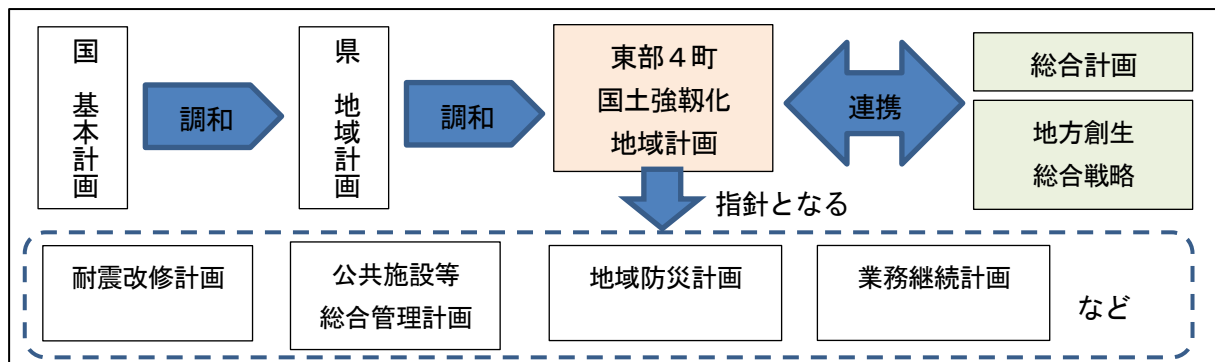 国 基本計画
調和
県 地域計画
調和
東部４町
国土強靱化
地域計画
連携
総合計画
地方創生
総合戦略
指針となる
耐震改修計画
公共施設等
総合管理計画
地域防災計画
業務継続計画
など